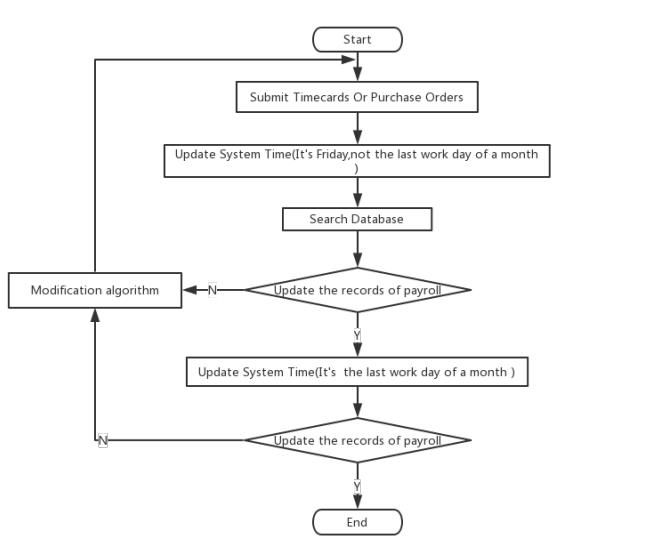 Start
Submit Timecards Or Purchase Orders
Update System Time(It's Friday,not the last work day of a month
)
Search Database
Modification algorithm
N
Update the records of payroll
Y
Update System Time(It's the last work day of a month )
N
Update the records of payroll
Y
End